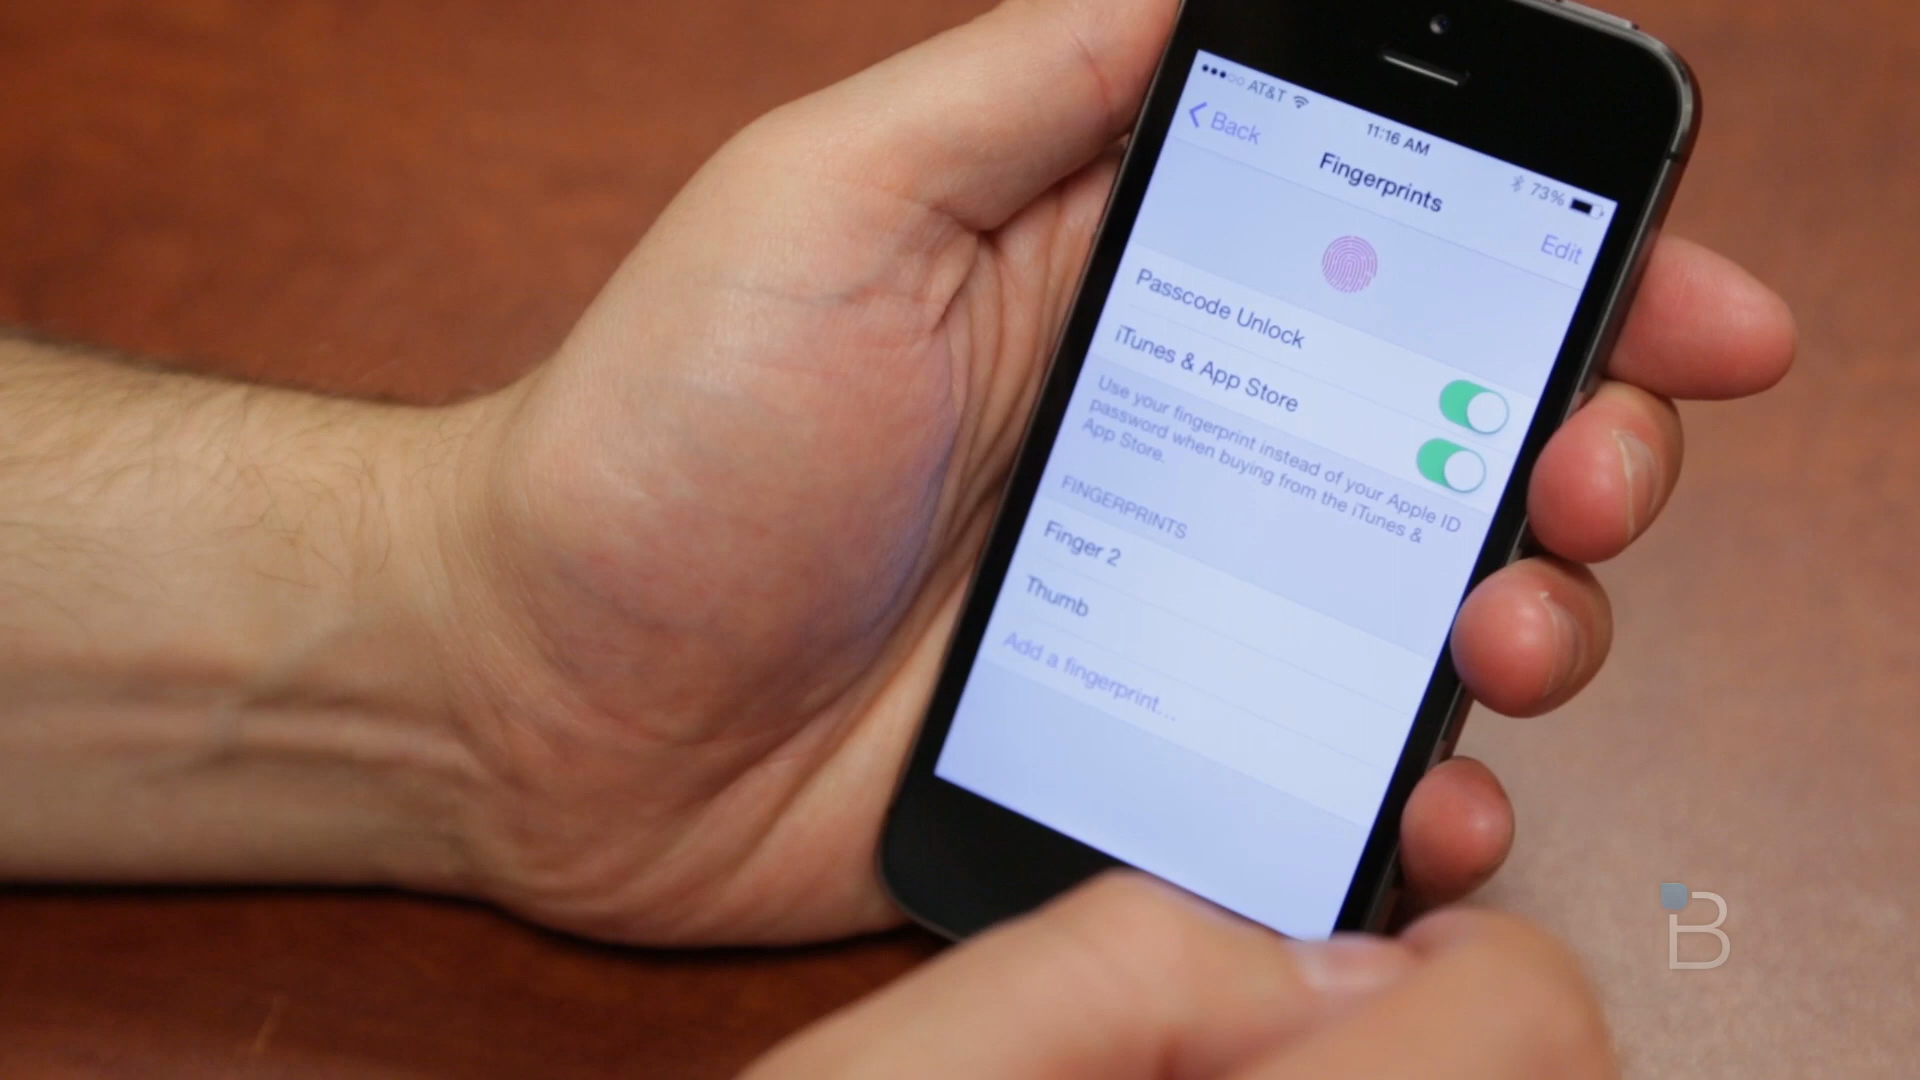 AT&T
11:16 AM
73%
Back
Fingerprints
Edit
Passcode Unlock
iTunes & App Store
Use your fingerprint instead of your Apple ID
password when buying from the iTunes &
App Store.
FINGERPRINTS
Finger 2
Thumb
Add a fingerprint...
B